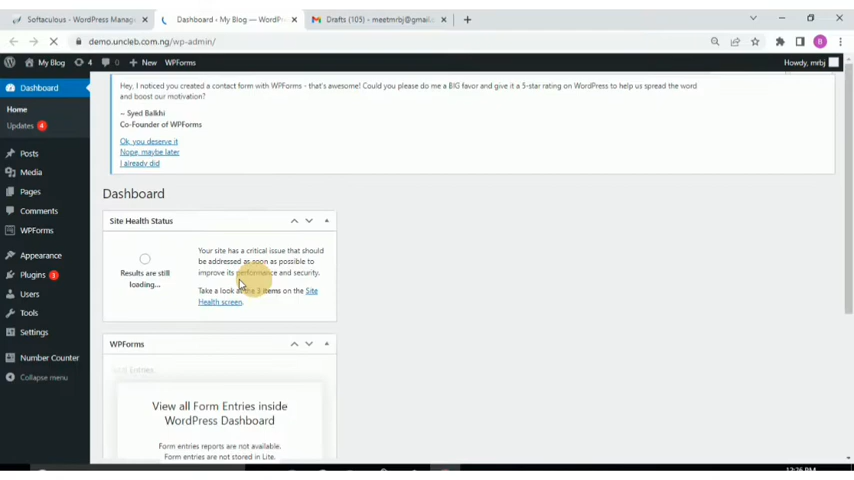 Softaculous - WordPress Manag
Dashboard ‹ My Blog — WordPr
Drafts (105) - meetmrbj@gmail.c
demo.uncleb.com.ng/wp-admin/
B
My Blog
4
0
New
WPForms
Howdy, mrbj
Dashboard
Home
Updates 4
Posts
Media
Pages
Comments
WPForms
Appearance
Plugins 3
Users
Tools
Settings
Number Counter
Collapse menu
Hey, I noticed you created a contact form with WPForms - that's awesome! Could you please do me a BIG favor and give it a 5-star rating on WordPress to help us spread the word
and boost our motivation?
~ Syed Balkhi
Co-Founder of WPForms
Ok, you deserve it
Nope, maybe later
I already did
Dashboard
Site Health Status
Results are still
loading...
Your site has a critical issue that should
be addressed as soon as possible to
improve its performance and security.
Take a look at the 3 items on the Site
Health screen.
WPForms
Entries
View all Form Entries inside
WordPress Dashboard
Form entries reports are not available.
Form entries are not stored in Lite.